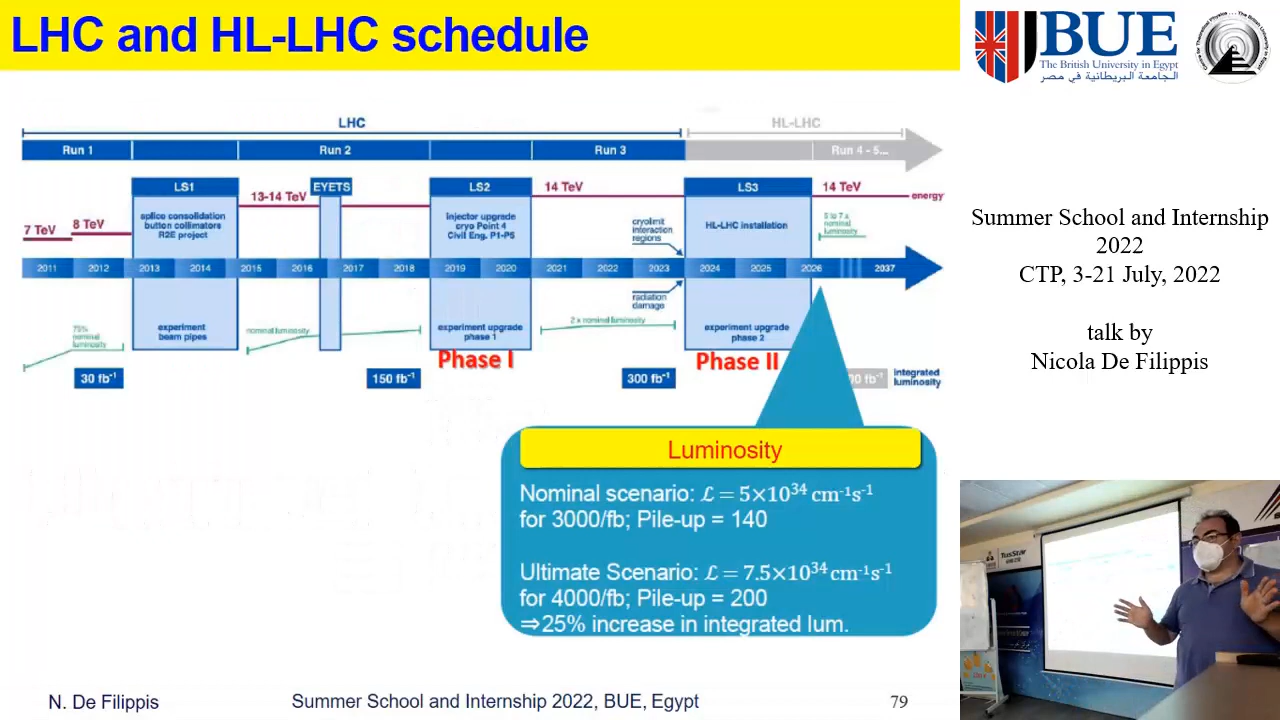 LHC and HL-LHC schedule
LHC
HL-LHC
Run 1
Run 2
Run 3
Run 4 - 5...
LS1
13-14 TeV
EYETS
LS2
14 TeV
LS3
14 TeV
energy
7 TeV
8 TeV
splice consolidation
button collimators
R2E project
injector upgrade
cryo Point 4
Civil Eng. P1-P5
cryolimit
interaction
regions
HL-LHC installation
5 to 7 x
nominal
luminosity
2011
2012
2013
2014
2015
2016
2017
2018
2019
2020
2021
2022
2023
2024
2025
2026
2037
radiation
damage
75%
nominal
luminosity
experiment
beam pipes
nominal luminosity
experiment upgrade
phase 1
2 x nominal luminosity
experiment upgrade
phase 2
Phase I
Phase II
30 fb⁻¹
150 fb⁻¹
300 fb⁻¹
fb⁻¹
integrated
luminosity
Luminosity
Nominal scenario: ℒ = 5×10³⁴ cm⁻¹s⁻¹
for 3000/fb; Pile-up = 140
Ultimate Scenario: ℒ = 7.5×10³⁴ cm⁻¹s⁻¹
for 4000/fb; Pile-up = 200
⇒25% increase in integrated lum.
N. De Filippis
Summer School and Internship 2022, BUE, Egypt
79
BUE
The British University in Egypt
الجامعة البريطانية في مصر
Summer School and Internship
2022
CTP, 3-21 July, 2022
talk by
Nicola De Filippis
TusStar